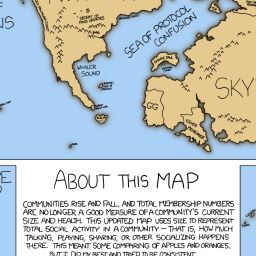 SEA OF PROTOCOL
CONFUSION
WHALER
SOUND
GG
SKY
ABOUT THIS MAP
COMMUNITIES RISE AND FALL, AND TOTAL MEMBERSHIP NUMBERS
ARE NO LONGER A GOOD MEASURE OF A COMMUNITY'S CURRENT
SIZE AND HEALTH. THIS UPDATED MAP USES SIZE TO REPRESENT
TOTAL SOCIAL ACTIVITY IN A COMMUNITY — THAT IS, HOW MUCH
TALKING, PLAYING, SHARING, OR OTHER SOCIALIZING HAPPENS
THERE. THIS MEANT SOME COMPARING OF APPLES AND ORANGES,
BUT I DID MY BEST AND TRIED TO BE CONSISTENT.